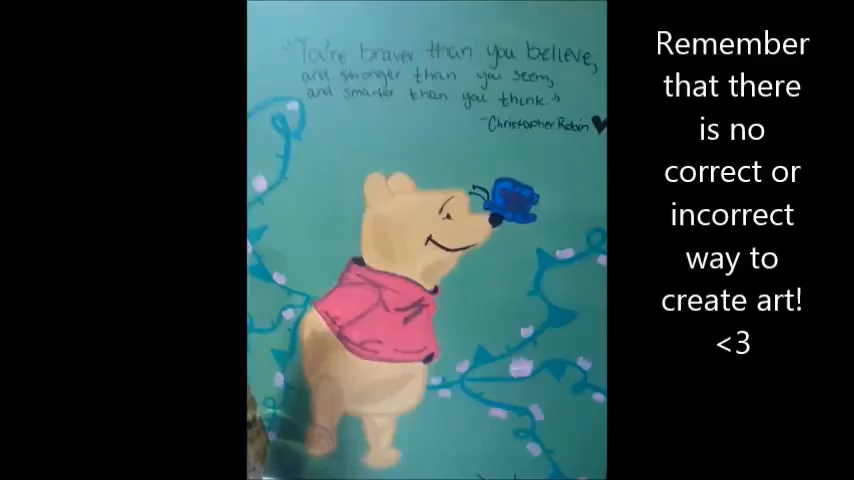 "You're braver than you believe,
and stronger than you seem,
and smarter than you think."
-Christopher Robin
Remember
that there
is no
correct or
incorrect
way to
create art!
<3